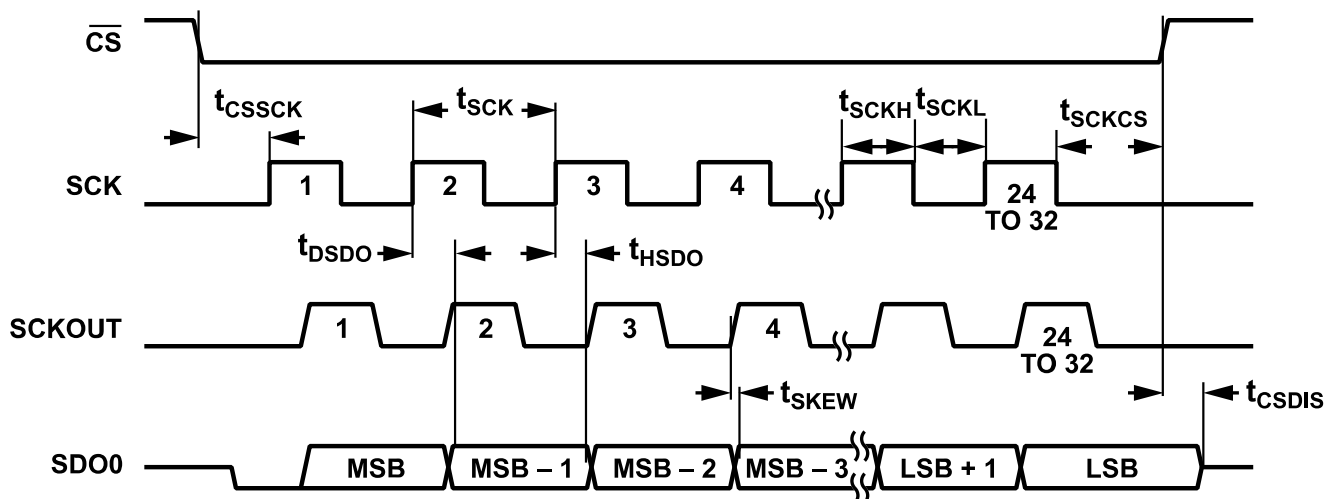 CS
tCSSCK
tSCK
tSCKH
tSCKL
tSCKCS
SCK
1
2
3
4
24
TO 32
tDSDO
tHSDO
SCKOUT
1
2
3
4
24
TO 32
tSKEW
tCSDIS
SDO0
MSB
MSB – 1
MSB – 2
MSB – 3
LSB + 1
LSB